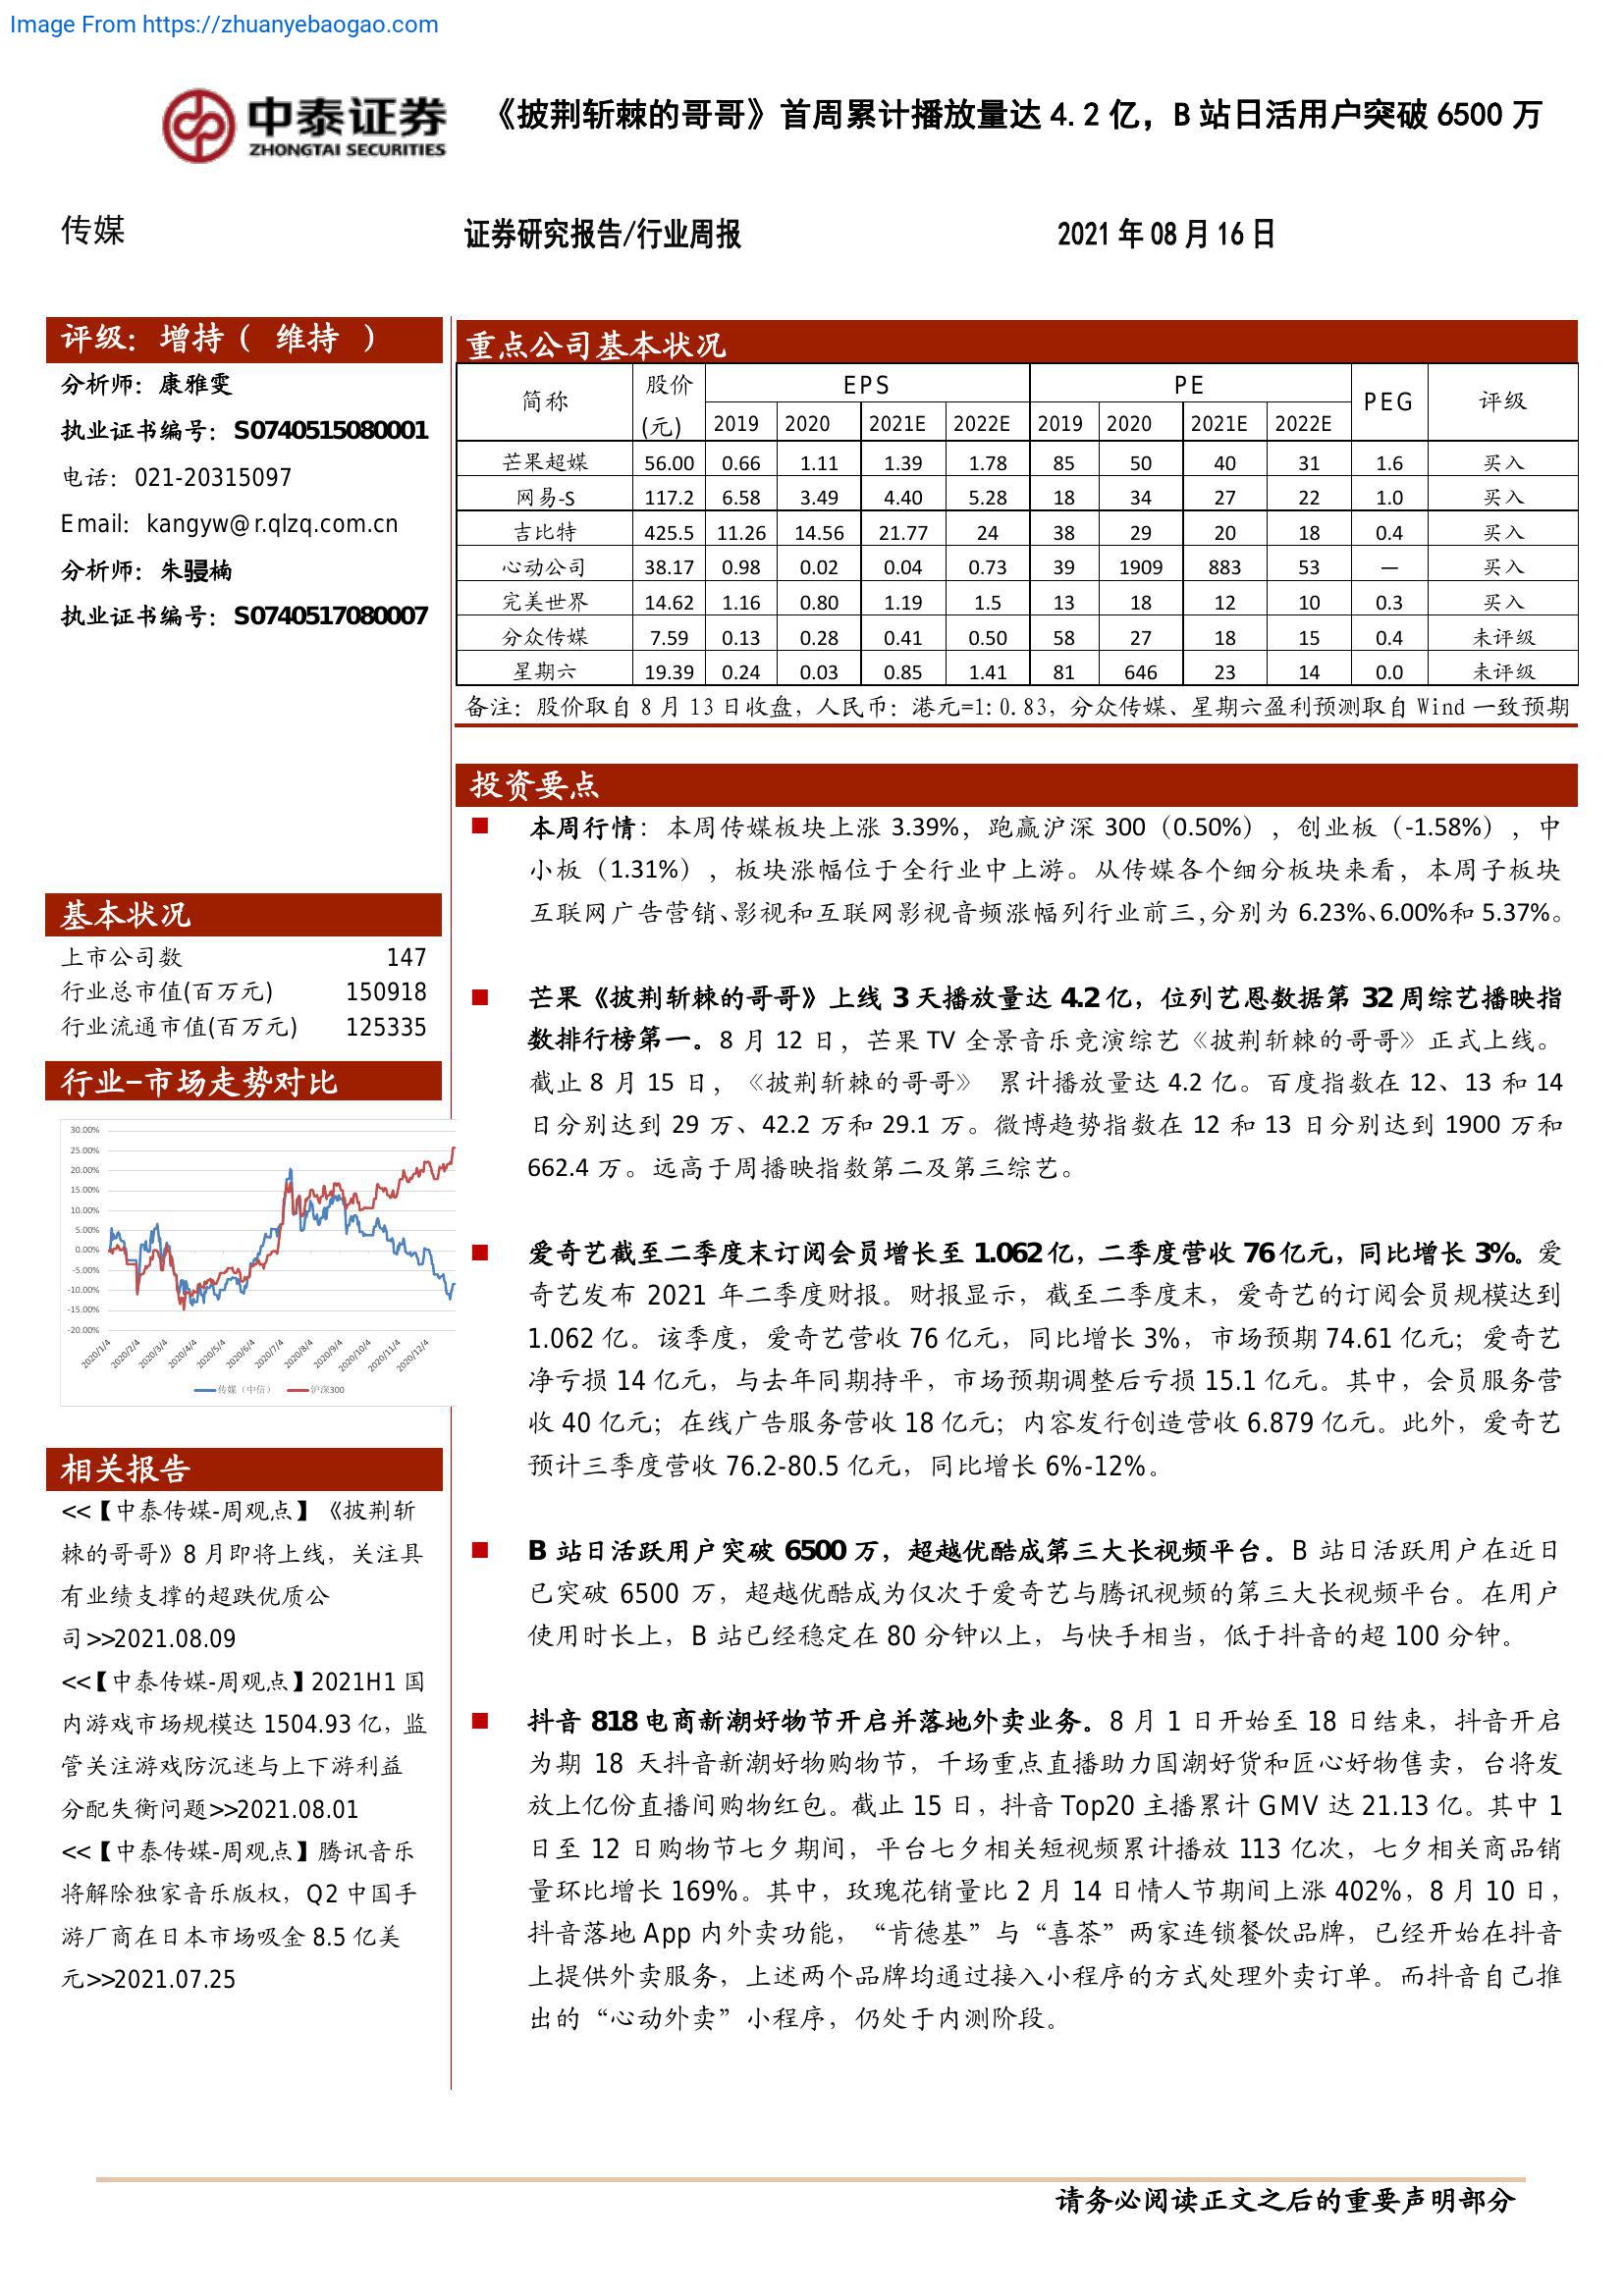 Image From https://zhuanyebaogao.com
中泰证券
ZHONGTAI SECURITIES
《披荆斩棘的哥哥》首周累计播放量达 4.2 亿，B 站日活用户突破 6500 万
传媒
证券研究报告/行业周报
2021 年 08 月 16 日
评级：增持（ 维持 ）
分析师：康雅雯
执业证书编号：S0740515080001
电话：021-20315097
Email：kangyw@r.qlzq.com.cn
分析师：朱骎楠
执业证书编号：S0740517080007
基本状况
上市公司数 147
行业总市值(百万元) 150918
行业流通市值(百万元) 125335
行业-市场走势对比
30.00%
25.00%
20.00%
15.00%
10.00%
5.00%
0.00%
-5.00%
-10.00%
-15.00%
-20.00%
2020/1/4 2020/2/4 2020/3/4 2020/4/4 2020/5/4 2020/6/4 2020/7/4 2020/8/4 2020/9/4 2020/10/4 2020/11/4 2020/12/4
传媒（中信） 沪深300
相关报告
<<【中泰传媒-周观点】《披荆斩
棘的哥哥》8 月即将上线，关注具
有业绩支撑的超跌优质公
司>>2021.08.09
<<【中泰传媒-周观点】2021H1 国
内游戏市场规模达 1504.93 亿，监
管关注游戏防沉迷与上下游利益
分配失衡问题>>2021.08.01
<<【中泰传媒-周观点】腾讯音乐
将解除独家音乐版权，Q2 中国手
游厂商在日本市场吸金 8.5 亿美
元>>2021.07.25
重点公司基本状况
简称 股价(元) EPS PE PEG 评级
2019 2020 2021E 2022E 2019 2020 2021E 2022E
芒果超媒 56.00 0.66 1.11 1.39 1.78 85 50 40 31 1.6 买入
网易-S 117.2 6.58 3.49 4.40 5.28 18 34 27 22 1.0 买入
吉比特 425.5 11.26 14.56 21.77 24 38 29 20 18 0.4 买入
心动公司 38.17 0.98 0.02 0.04 0.73 39 1909 883 53 — 买入
完美世界 14.62 1.16 0.80 1.19 1.5 13 18 12 10 0.3 买入
分众传媒 7.59 0.13 0.28 0.41 0.50 58 27 18 15 0.4 未评级
星期六 19.39 0.24 0.03 0.85 1.41 81 646 23 14 0.0 未评级
备注：股价取自 8 月 13 日收盘，人民币：港元=1：0.83，分众传媒、星期六盈利预测取自 Wind 一致预期
投资要点
本周行情：本周传媒板块上涨 3.39%，跑赢沪深 300（0.50%），创业板（-1.58%），中
小板（1.31%），板块涨幅位于全行业中上游。从传媒各个细分板块来看，本周子板块
互联网广告营销、影视和互联网影视音频涨幅列行业前三,分别为 6.23%、6.00%和 5.37%。
芒果《披荆斩棘的哥哥》上线 3 天播放量达 4.2 亿，位列艺恩数据第 32 周综艺播映指
数排行榜第一。8 月 12 日，芒果 TV 全景音乐竞演综艺《披荆斩棘的哥哥》正式上线。
截止 8 月 15 日，《披荆斩棘的哥哥》 累计播放量达 4.2 亿。百度指数在 12、13 和 14
日分别达到 29 万、42.2 万和 29.1 万。微博趋势指数在 12 和 13 日分别达到 1900 万和
662.4 万。远高于周播映指数第二及第三综艺。
爱奇艺截至二季度末订阅会员增长至 1.062 亿，二季度营收 76 亿元，同比增长 3%。爱
奇艺发布 2021 年二季度财报。财报显示，截至二季度末，爱奇艺的订阅会员规模达到
1.062 亿。该季度，爱奇艺营收 76 亿元，同比增长 3%，市场预期 74.61 亿元；爱奇艺
净亏损 14 亿元，与去年同期持平，市场预期调整后亏损 15.1 亿元。其中，会员服务营
收 40 亿元；在线广告服务营收 18 亿元；内容发行创造营收 6.879 亿元。此外，爱奇艺
预计三季度营收 76.2-80.5 亿元，同比增长 6%-12%。
B 站日活跃用户突破 6500 万，超越优酷成第三大长视频平台。B 站日活跃用户在近日
已突破 6500 万，超越优酷成为仅次于爱奇艺与腾讯视频的第三大长视频平台。在用户
使用时长上，B 站已经稳定在 80 分钟以上，与快手相当，低于抖音的超 100 分钟。
抖音 818 电商新潮好物节开启并落地外卖业务。8 月 1 日开始至 18 日结束，抖音开启
为期 18 天抖音新潮好物购物节，千场重点直播助力国潮好货和匠心好物售卖，台将发
放上亿份直播间购物红包。截止 15 日，抖音 Top20 主播累计 GMV 达 21.13 亿。其中 1
日至 12 日购物节七夕期间，平台七夕相关短视频累计播放 113 亿次，七夕相关商品销
量环比增长 169%。其中，玫瑰花销量比 2 月 14 日情人节期间上涨 402%，8 月 10 日，
抖音落地 App 内外卖功能，“肯德基”与“喜茶”两家连锁餐饮品牌，已经开始在抖音
上提供外卖服务，上述两个品牌均通过接入小程序的方式处理外卖订单。而抖音自己推
出的“心动外卖”小程序，仍处于内测阶段。
请务必阅读正文之后的重要声明部分